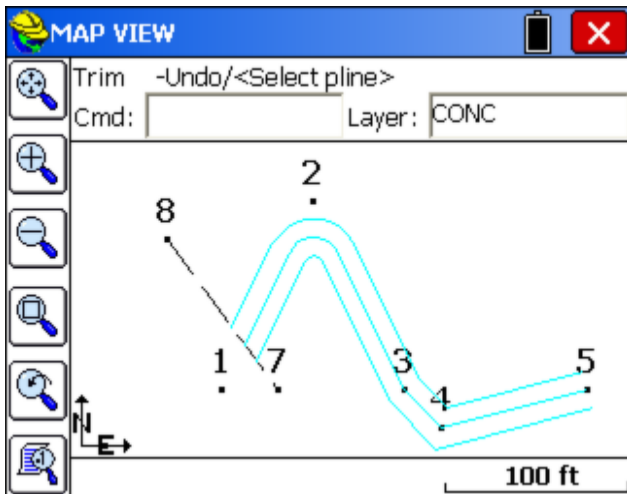 MAP VIEW
Trim -Undo/<Select pline>
Cmd: Layer: CONC
2
8
1 7 3 5
4
N
E
100 ft